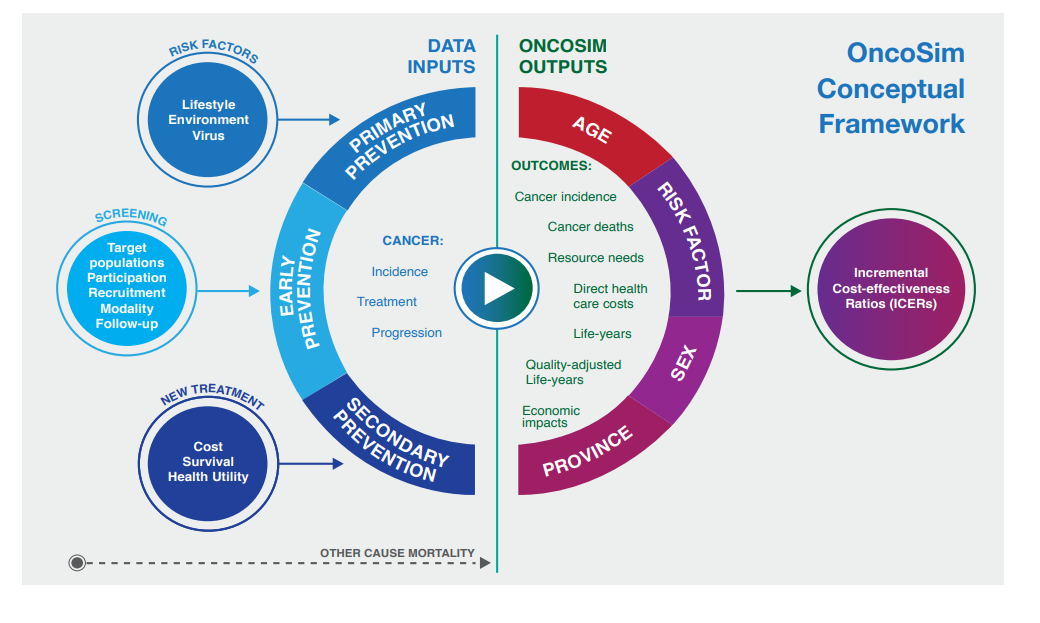 OncoSim
Conceptual
Framework
DATA
INPUTS
ONCOSIM
OUTPUTS
RISK FACTORS
Lifestyle
Environment
Virus
SCREENING
Target
populations
Participation
Recruitment
Modality
Follow-up
NEW TREATMENT
Cost
Survival
Health Utility
PRIMARY
PREVENTION
EARLY
PREVENTION
SECONDARY
PREVENTION
CANCER:
Incidence
Treatment
Progression
OTHER CAUSE MORTALITY
OUTCOMES:
Cancer incidence
Cancer deaths
Resource needs
Direct health
care costs
Life-years
Quality-adjusted
Life-years
Economic
impacts
AGE
RISK FACTOR
SEX
PROVINCE
Incremental
Cost-effectiveness
Ratios (ICERs)